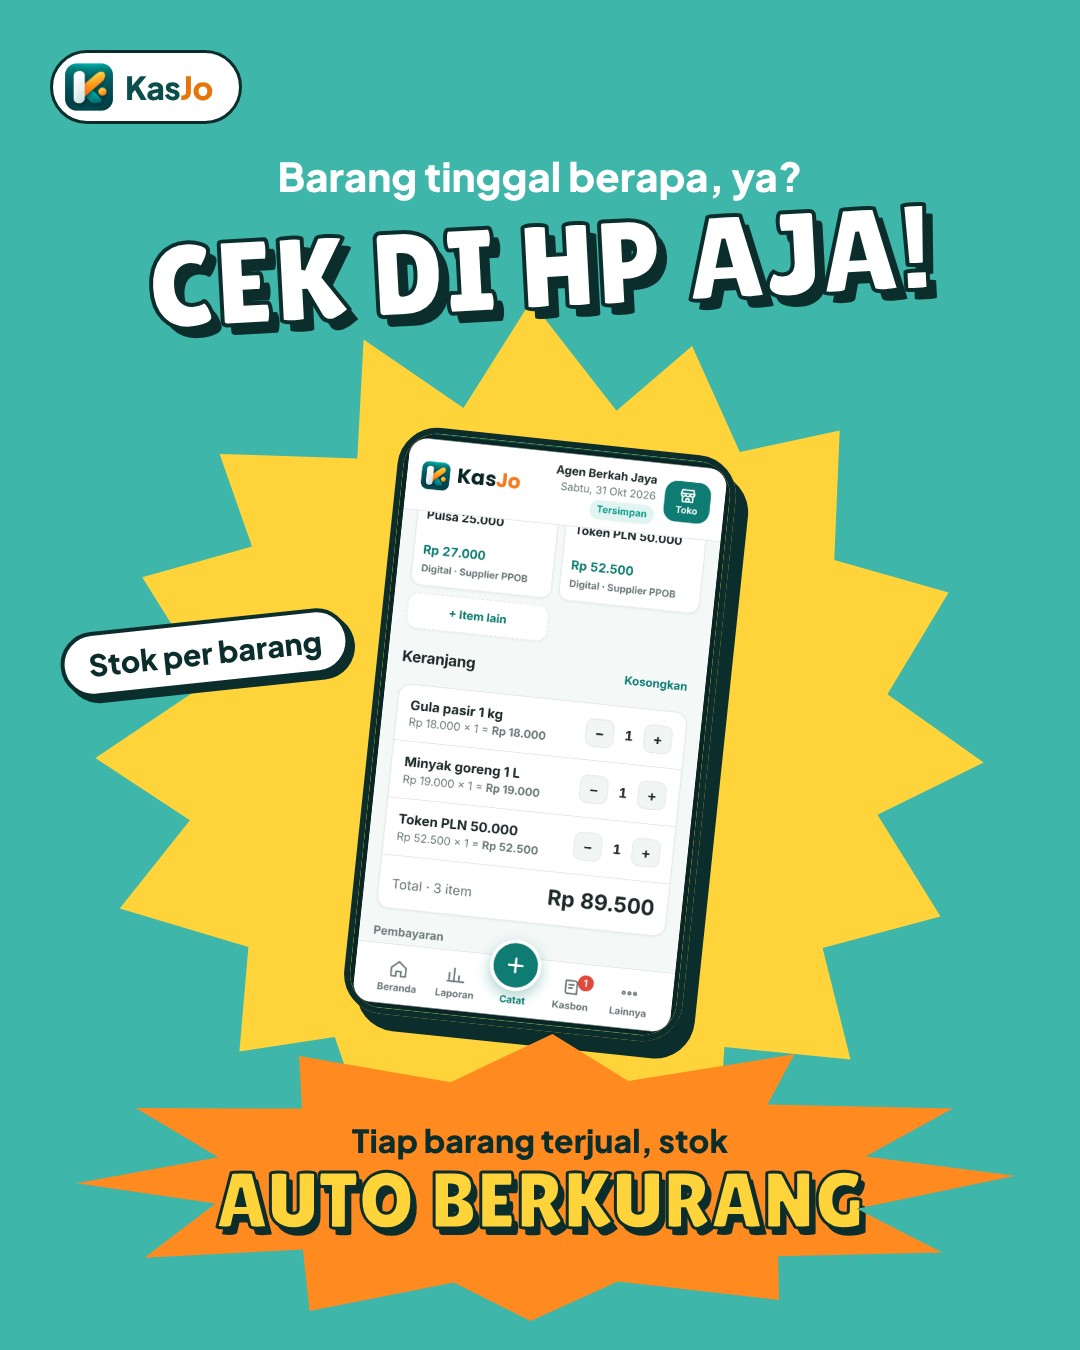 KasJo
Barang tinggal berapa, ya?
CEK DI HP AJA!
KasJo
Agen Berkah Jaya
Sabtu, 31 Okt 2026
Tersimpan
Toko
Pulsa 25.000
Rp 27.000
Digital · Supplier PPOB
Token PLN 50.000
Rp 52.500
Digital · Supplier PPOB
+ Item lain
Keranjang
Kosongkan
Gula pasir 1 kg
Rp 18.000 × 1 = Rp 18.000
− 1 +
Minyak goreng 1 L
Rp 19.000 × 1 = Rp 19.000
− 1 +
Token PLN 50.000
Rp 52.500 × 1 = Rp 52.500
− 1 +
Total · 3 item
Rp 89.500
Pembayaran
Beranda
Laporan
+
Catat
1
Kasbon
Lainnya
Stok per barang
Tiap barang terjual, stok
AUTO BERKURANG